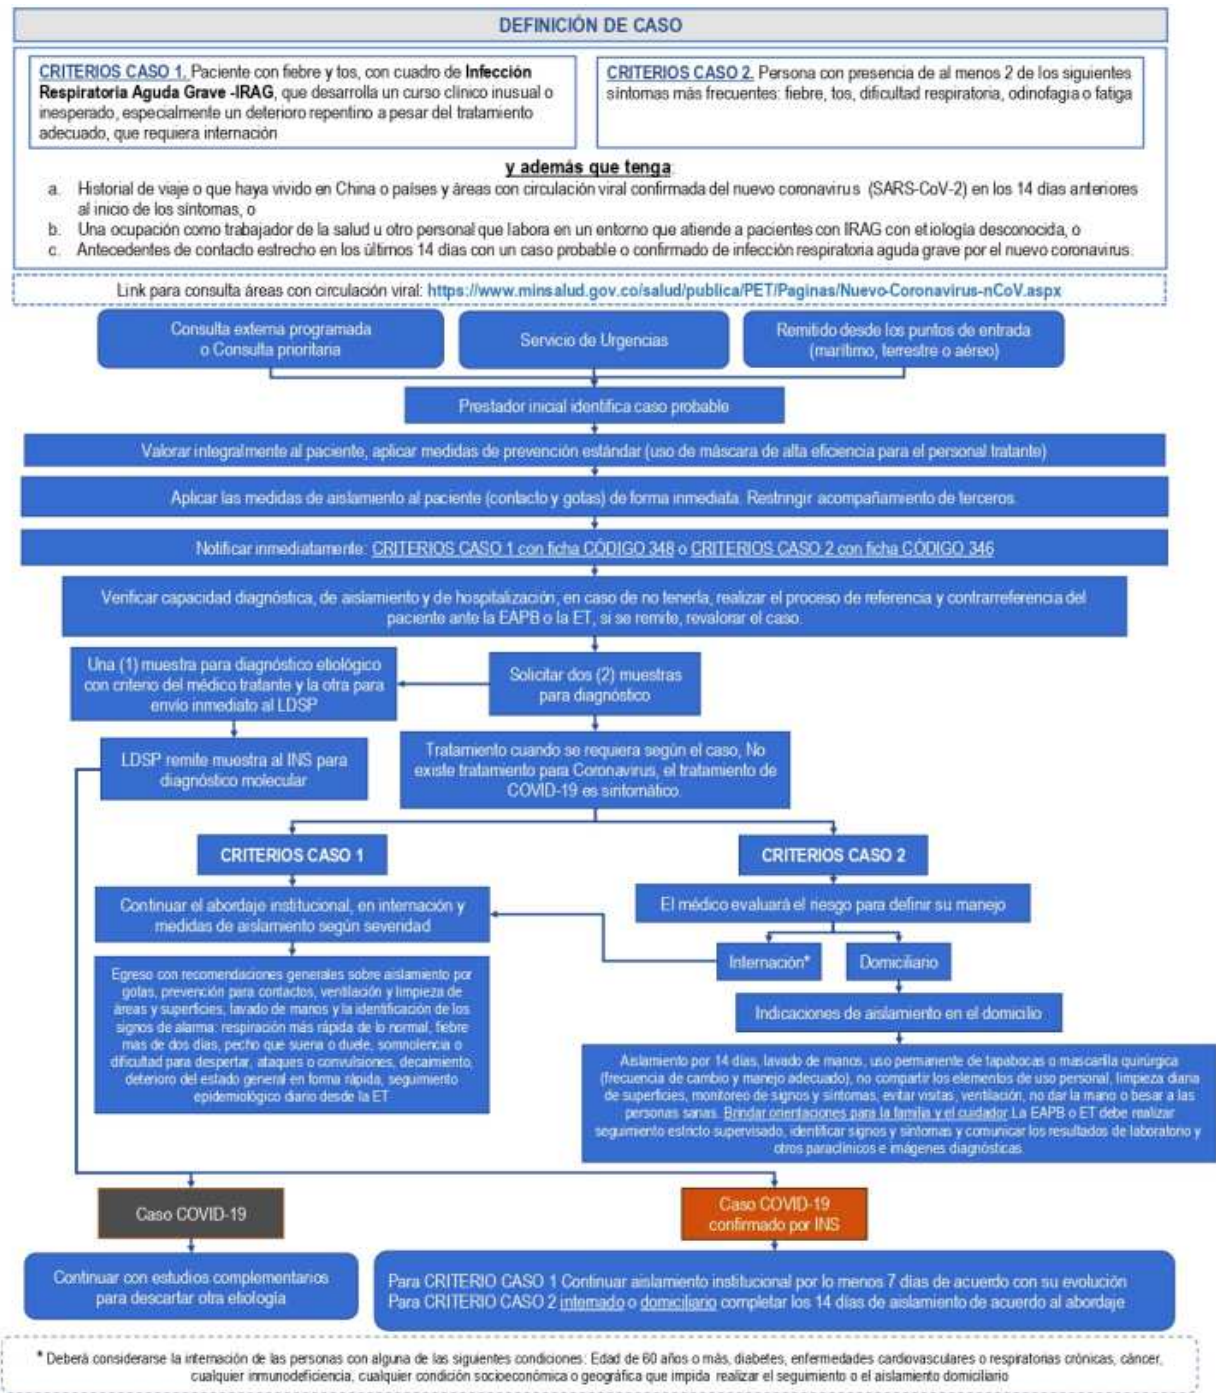 DEFINICIÓN DE CASO
CRITERIOS CASO 1. Paciente con fiebre y tos, con cuadro de Infección
Respiratoria Aguda Grave -IRAG, que desarrolla un curso clínico inusual o
inesperado, especialmente un deterioro repentino a pesar del tratamiento
adecuado, que requiera internación
CRITERIOS CASO 2. Persona con presencia de al menos 2 de los siguientes
síntomas más frecuentes: fiebre, tos, dificultad respiratoria, odinofagia o fatiga
y además que tenga:
a. Historial de viaje o que haya vivido en China o países y áreas con circulación viral confirmada del nuevo coronavirus (SARS-CoV-2) en los 14 días anteriores
al inicio de los síntomas, o
b. Una ocupación como trabajador de la salud u otro personal que labora en un entorno que atiende a pacientes con IRAG con etiología desconocida, o
c. Antecedentes de contacto estrecho en los últimos 14 días con un caso probable o confirmado de infección respiratoria aguda grave por el nuevo coronavirus.
Link para consulta áreas con circulación viral: https://www.minsalud.gov.co/salud/publica/PET/Paginas/Nuevo-Coronavirus-nCoV.aspx
Consulta externa programada
o Consulta prioritaria
Servicio de Urgencias
Remitido desde los puntos de entrada
(marítimo, terrestre o aéreo)
Prestador inicial identifica caso probable
Valorar integralmente al paciente, aplicar medidas de prevención estándar (uso de máscara de alta eficiencia para el personal tratante)
Aplicar las medidas de aislamiento al paciente (contacto y gotas) de forma inmediata. Restringir acompañamiento de terceros.
Notificar inmediatamente: CRITERIOS CASO 1 con ficha CÓDIGO 348 o CRITERIOS CASO 2 con ficha CÓDIGO 346
Verificar capacidad diagnóstica, de aislamiento y de hospitalización, en caso de no tenerla, realizar el proceso de referencia y contrarreferencia del
paciente ante la EAPB o la ET, si se remite, revalorar el caso.
Una (1) muestra para diagnóstico etiológico
con criterio del médico tratante y la otra para
envío inmediato al LDSP
Solicitar dos (2) muestras
para diagnóstico
LDSP remite muestra al INS para
diagnóstico molecular
Tratamiento cuando se requiera según el caso, No
existe tratamiento para Coronavirus, el tratamiento de
COVID-19 es sintomático.
CRITERIOS CASO 1
CRITERIOS CASO 2
Continuar el abordaje institucional, en internación y
medidas de aislamiento según severidad
El médico evaluará el riesgo para definir su manejo
Internación*
Domiciliario
Egreso con recomendaciones generales sobre aislamiento por
gotas, prevención para contactos, ventilación y limpieza de
áreas y superficies, lavado de manos y la identificación de los
signos de alarma: respiración más rápida de lo normal, fiebre
mas de dos días, pecho que suena o duele, somnolencia o
dificultad para despertar, ataques o convulsiones, decaimiento,
deterioro del estado general en forma rápida, seguimiento
epidemiológico diario desde la ET
Indicaciones de aislamiento en el domicilio
Aislamiento por 14 días, lavado de manos, uso permanente de tapabocas o mascarilla quirúrgica
(frecuencia de cambio y manejo adecuado), no compartir los elementos de uso personal, limpieza diaria
de superficies, monitoreo de signos y síntomas, evitar visitas, ventilación, no dar la mano o besar a las
personas sanas. Brindar orientaciones para la familia y el cuidador. La EAPB o ET debe realizar
seguimiento estricto supervisado, identificar signos y síntomas y comunicar los resultados de laboratorio y
otros paraclínicos e imágenes diagnósticas.
Caso COVID-19
Caso COVID-19
confirmado por INS
Continuar con estudios complementarios
para descartar otra etiología
Para CRITERIO CASO 1 Continuar aislamiento institucional por lo menos 7 días de acuerdo con su evolución
Para CRITERIO CASO 2 internado o domiciliario completar los 14 días de aislamiento de acuerdo al abordaje
* Deberá considerarse la internación de las personas con alguna de las siguientes condiciones: Edad de 60 años o más, diabetes, enfermedades cardiovasculares o respiratorias crónicas, cáncer,
cualquier inmunodeficiencia, cualquier condición socioeconómica o geográfica que impida realizar el seguimiento o el aislamiento domiciliario